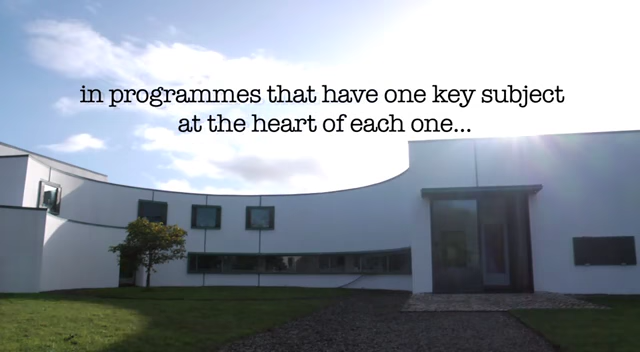 in programmes that have one key subject
at the heart of each one...